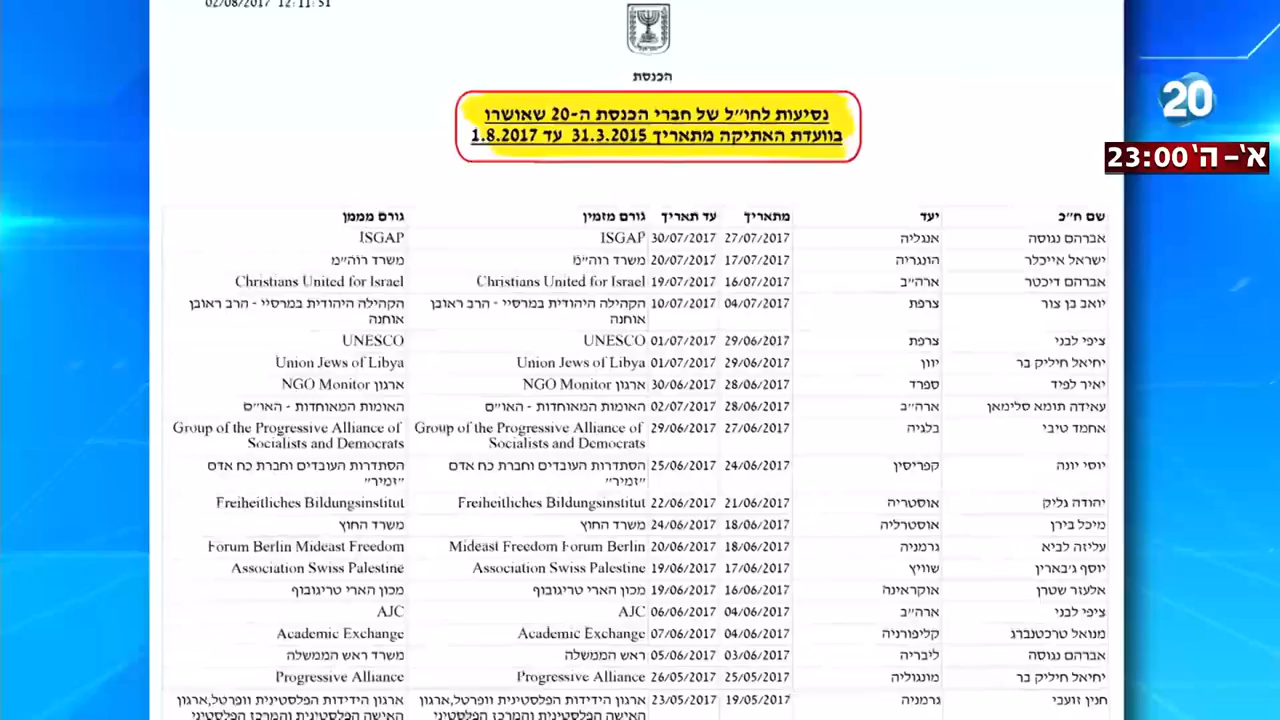 02/08/2017 12:11:51
הכנסת
נסיעות לחו״ל של חברי הכנסת ה-20 שאושרו
בוועדת האתיקה מתאריך 31.3.2015 עד 1.8.2017
20
א'-ה' 23:00
שם ח״כ יעד מתאריך עד תאריך גורם מזמין גורם מממן
אברהם נגוסה אנגליה 27/07/2017 30/07/2017 ISGAP ISGAP
ישראל אייכלר הונגריה 17/07/2017 20/07/2017 משרד רוה״מ משרד רוה״מ
אברהם דיכטר ארה״ב 16/07/2017 19/07/2017 Christians United for Israel Christians United for Israel
יואב בן צור צרפת 04/07/2017 10/07/2017 הקהילה היהודית במרסיי - הרב ראובן הקהילה היהודית במרסיי - הרב ראובן
אוחנה אוחנה
ציפי לבני צרפת 29/06/2017 01/07/2017 UNESCO UNESCO
יחיאל חיליק בר יוון 29/06/2017 01/07/2017 Union Jews of Libya Union Jews of Libya
יאיר לפיד ספרד 28/06/2017 30/06/2017 ארגון NGO Monitor ארגון NGO Monitor
עאידה תומא סלימאן ארה״ב 28/06/2017 02/07/2017 האומות המאוחדות - האו״ם האומות המאוחדות - האו״ם
אחמד טיבי בלגיה 27/06/2017 29/06/2017 Group of the Progressive Alliance of Group of the Progressive Alliance of
Socialists and Democrats Socialists and Democrats
יוסי יונה קפריסין 24/06/2017 25/06/2017 הסתדרות העובדים וחברת כח אדם הסתדרות העובדים וחברת כח אדם
״זמיר״ ״זמיר״
יהודה גליק אוסטריה 21/06/2017 22/06/2017 Freiheitliches Bildungsinstitut Freiheitliches Bildungsinstitut
מיכל בירן אוסטרליה 18/06/2017 24/06/2017 משרד החוץ משרד החוץ
עליזה לביא גרמניה 18/06/2017 20/06/2017 Mideast Freedom Forum Berlin Forum Berlin Mideast Freedom
יוסף ג'בארין שוויץ 17/06/2017 19/06/2017 Association Swiss Palestine Association Swiss Palestine
אלעזר שטרן אוקראינה 16/06/2017 19/06/2017 מכון הארי טריגובוף מכון הארי טריגובוף
ציפי לבני ארה״ב 04/06/2017 06/06/2017 AJC AJC
מנואל טרכטנברג קליפורניה 04/06/2017 07/06/2017 Academic Exchange Academic Exchange
אברהם נגוסה ליבריה 03/06/2017 05/06/2017 ראש הממשלה משרד ראש הממשלה
יחיאל חיליק בר מונגוליה 25/05/2017 26/05/2017 Progressive Alliance Progressive Alliance
חנין זועבי גרמניה 19/05/2017 23/05/2017 ארגון הידידות הפלסטינית וופרטל,ארגון ארגון הידידות הפלסטינית וופרטל,ארגון
האישה הפלסטינית והמרכז הפלסטיני האישה הפלסטינית והמרכז הפלסטיני